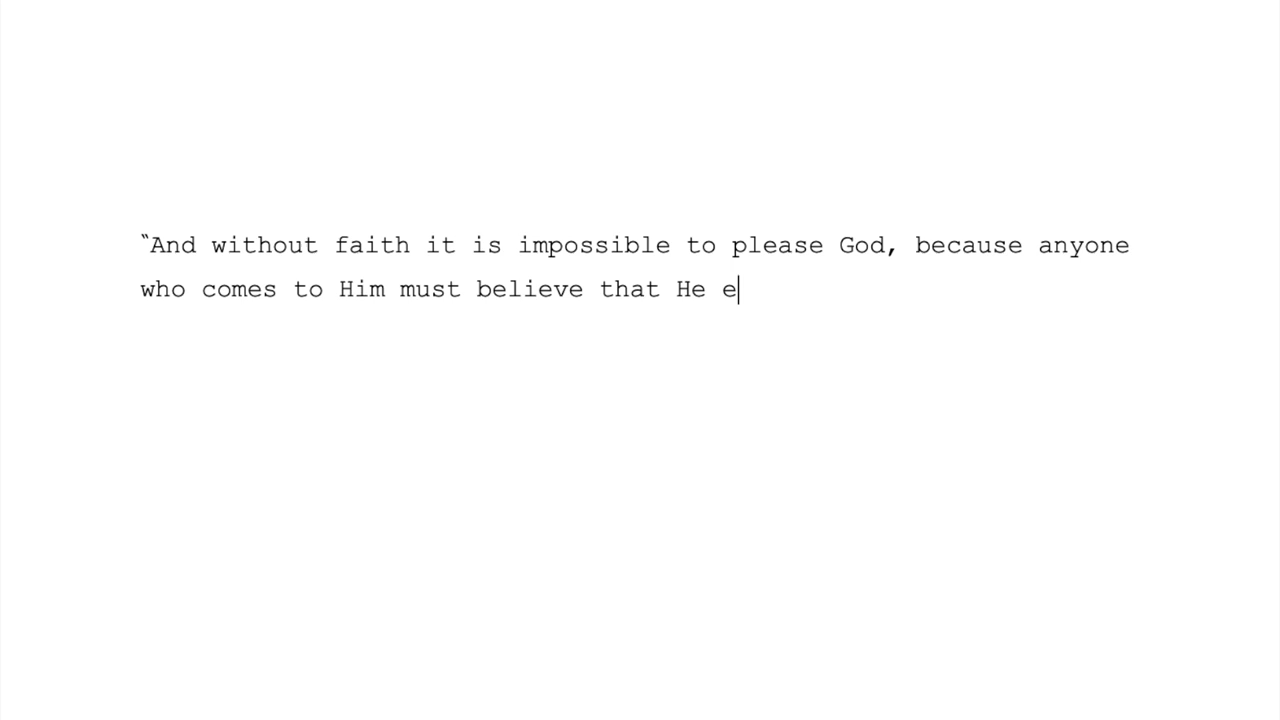 “And without faith it is impossible to please God, because anyone
who comes to Him must believe that He e